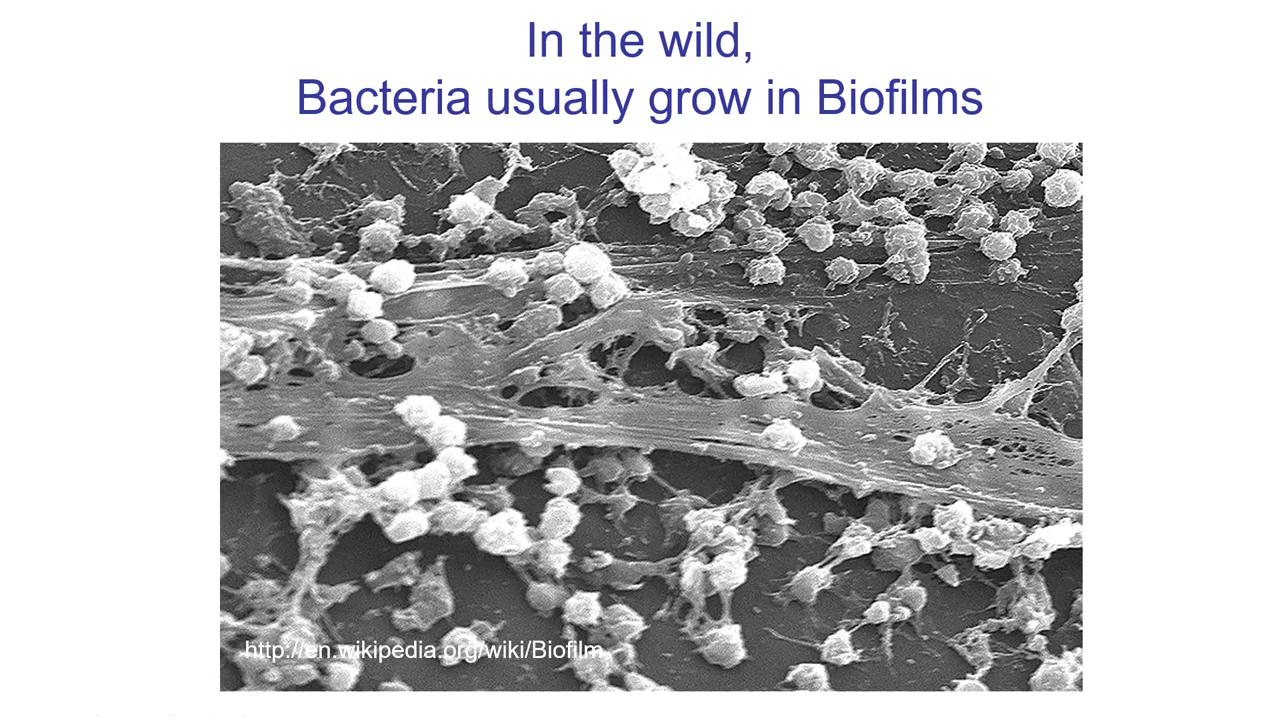 In the wild,
Bacteria usually grow in Biofilms
http://en.wikipedia.org/wiki/Biofilm